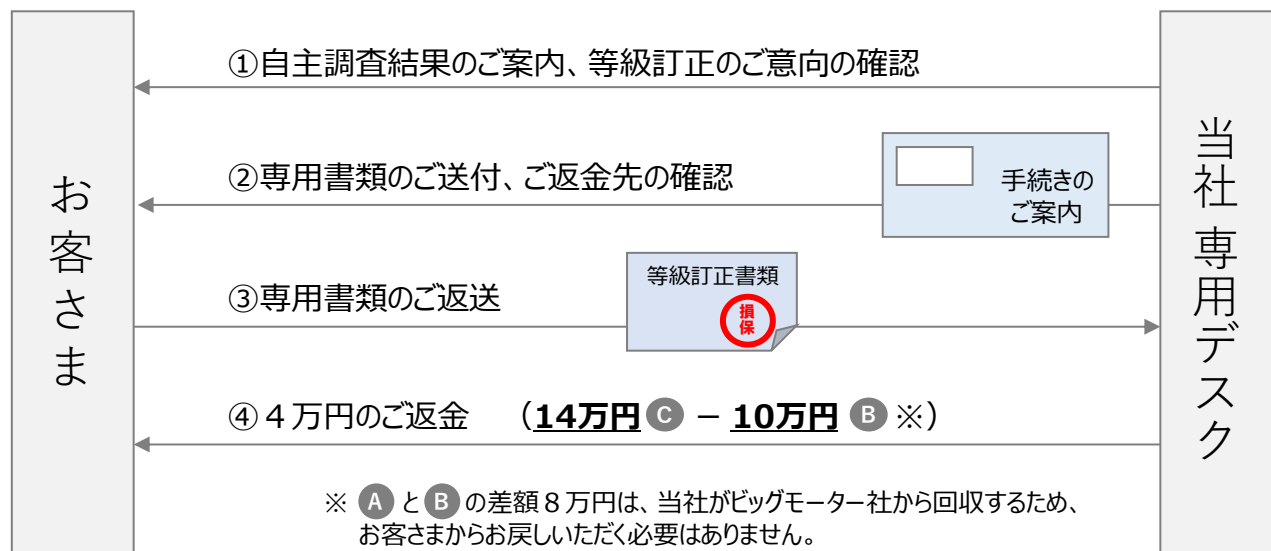 ①自主調査結果のご案内、等級訂正のご意向の確認
お客さま
当社 専用デスク
②専用書類のご送付、ご返金先の確認
手続きの
ご案内
③専用書類のご返送
等級訂正書類
損保
④４万円のご返金 （14万円 C － 10万円 B ※）
※ A と B の差額８万円は、当社がビッグモーター社から回収するため、
お客さまからお戻しいただく必要はありません。